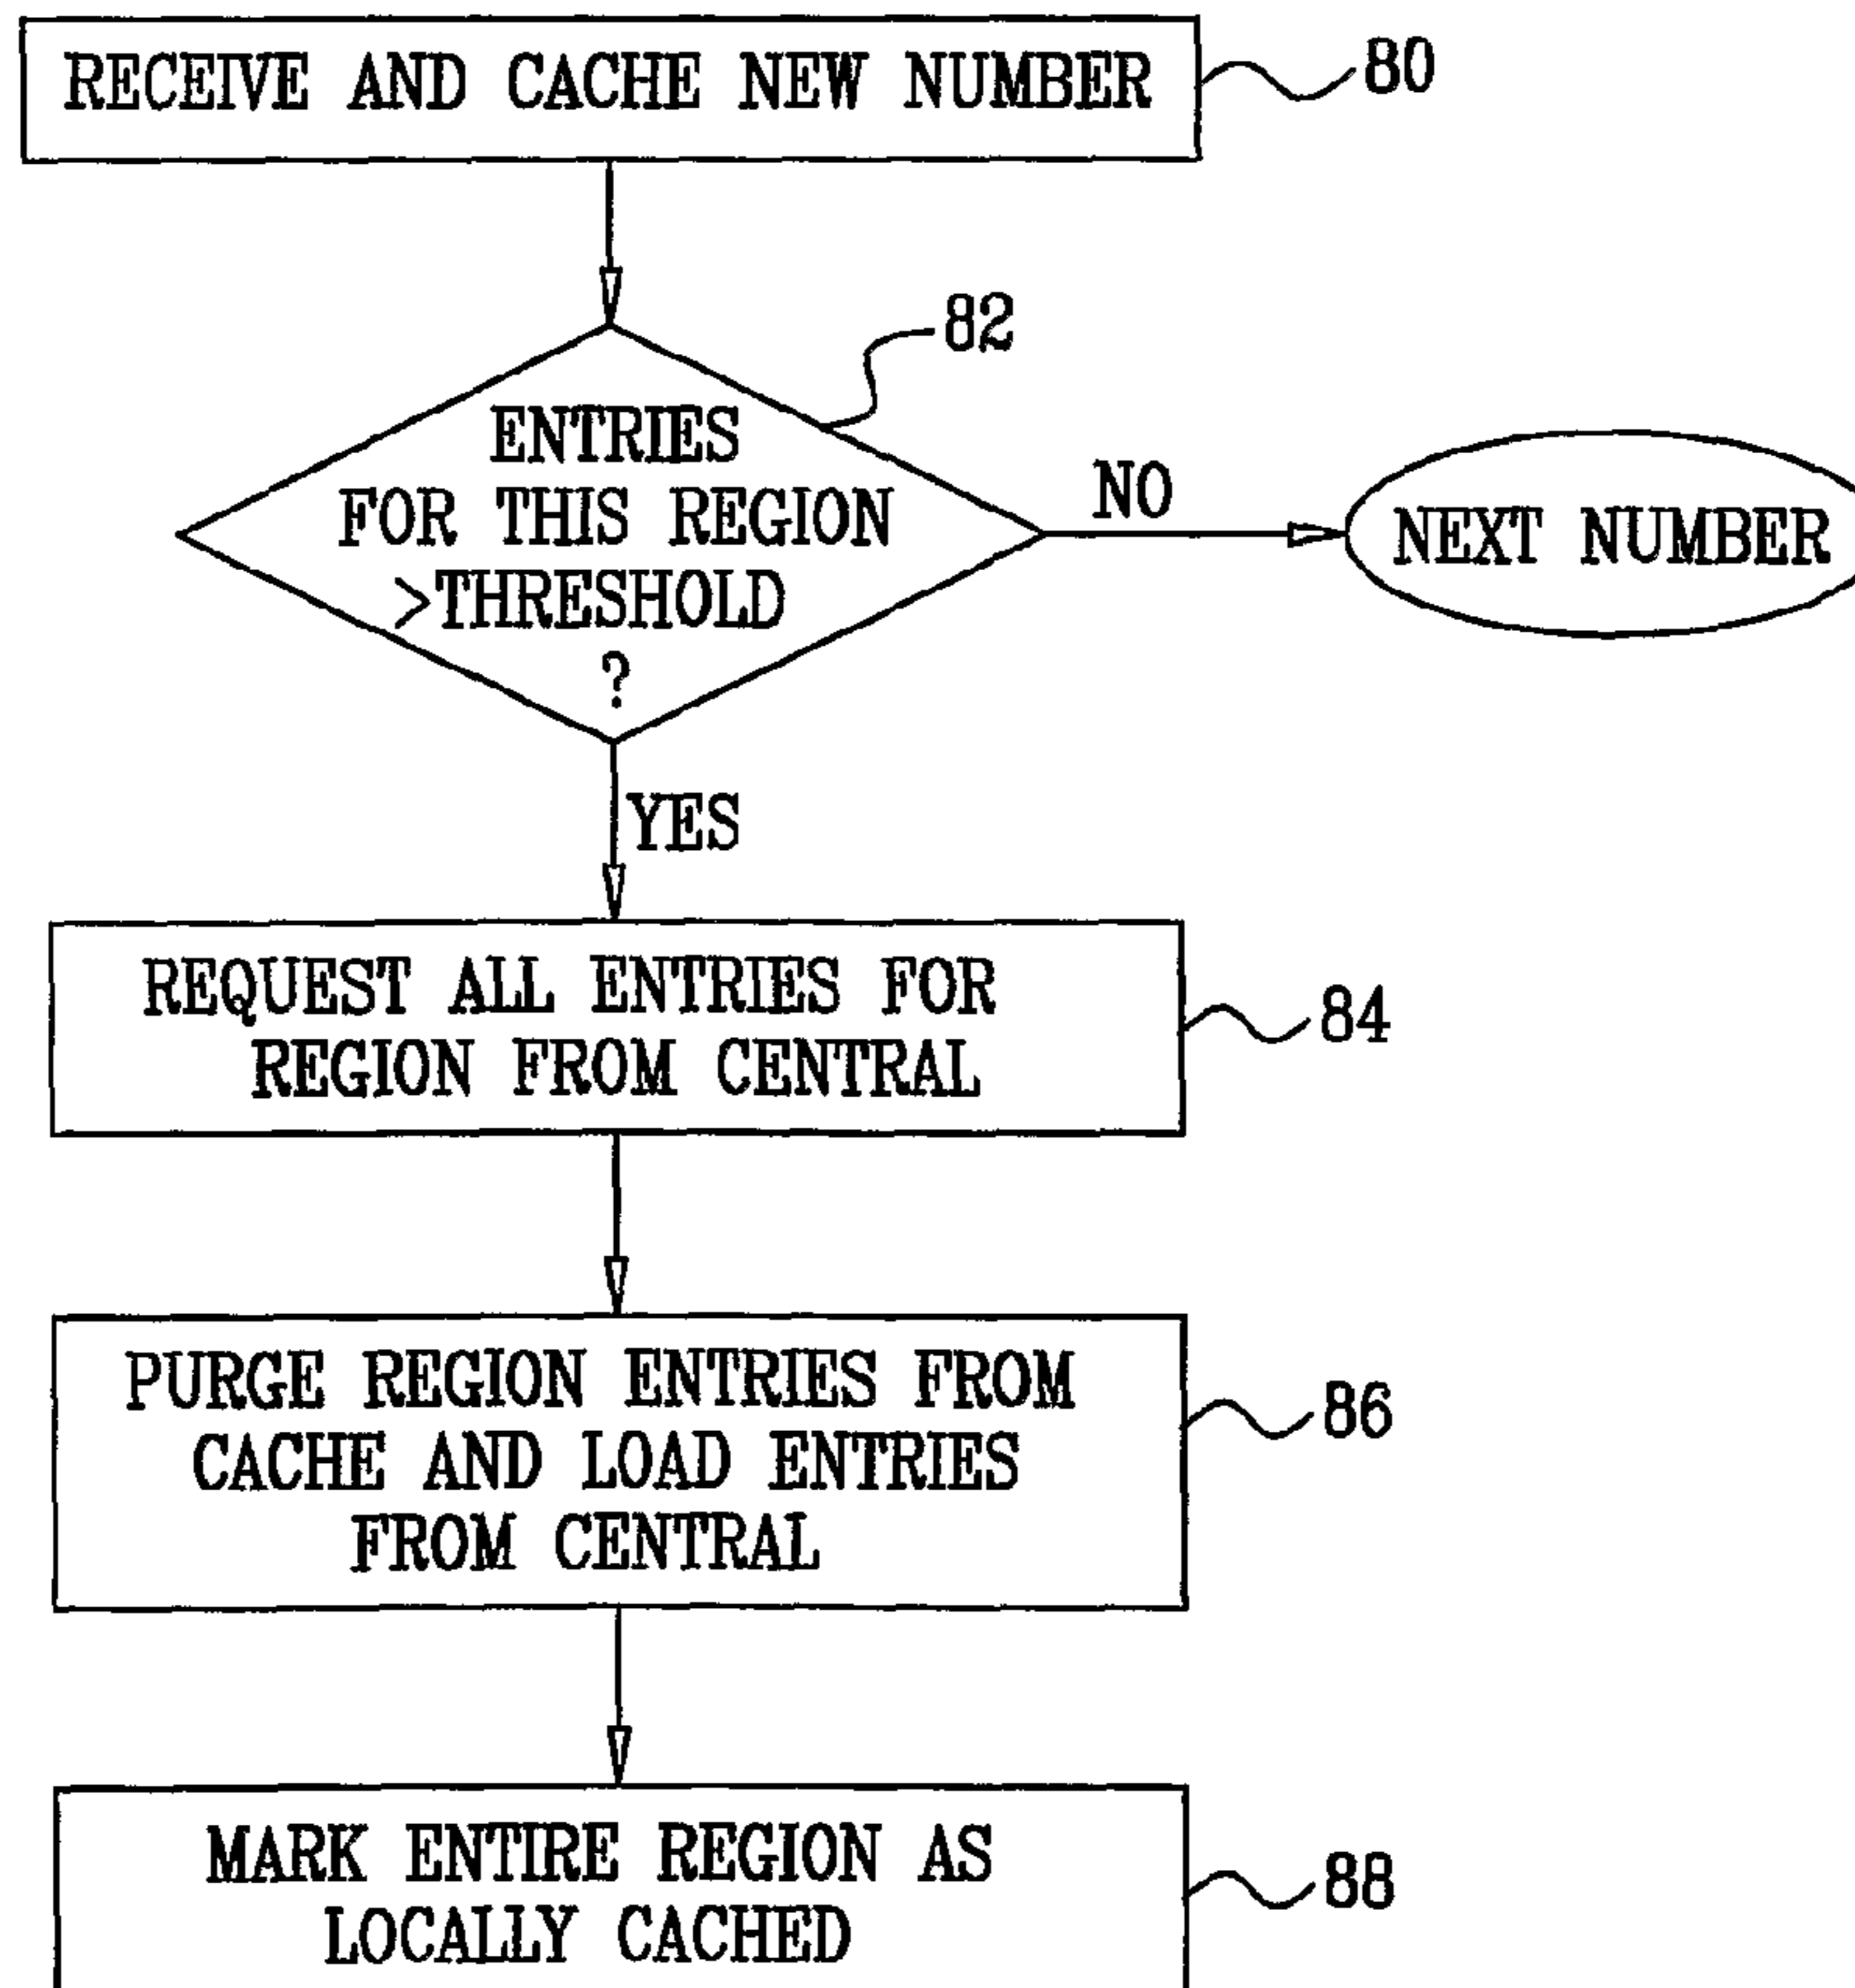 RECEIVE AND CACHE NEW NUMBER
80
82
ENTRIES
FOR THIS REGION
>THRESHOLD
?
NO
NEXT NUMBER
YES
REQUEST ALL ENTRIES FOR
REGION FROM CENTRAL
84
PURGE REGION ENTRIES FROM
CACHE AND LOAD ENTRIES
FROM CENTRAL
86
MARK ENTIRE REGION AS
LOCALLY CACHED
88